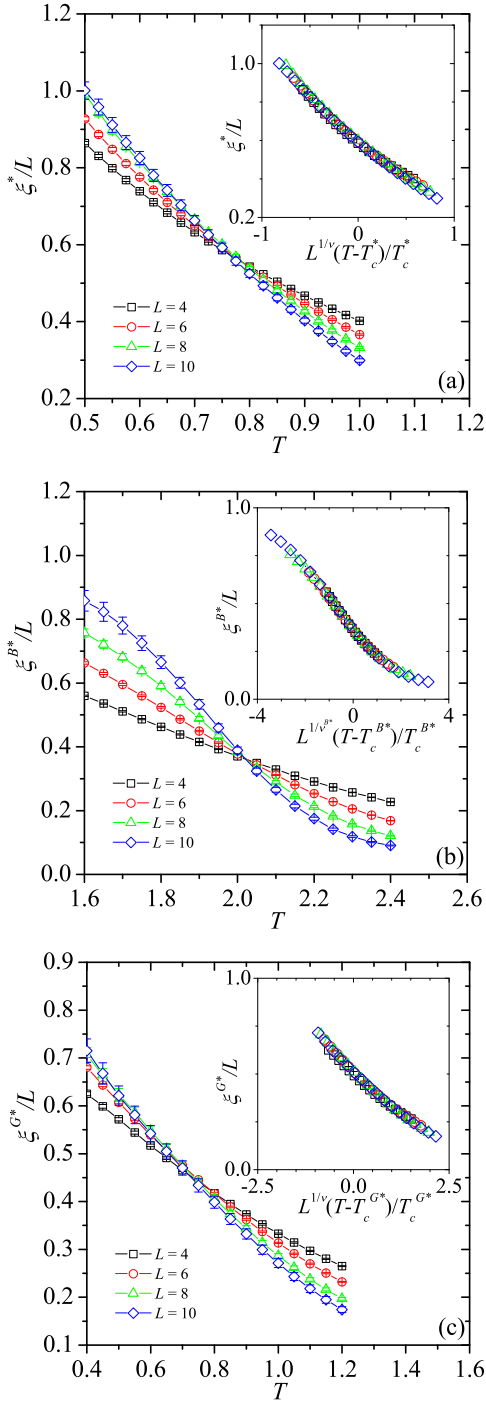 1.2
1.0
0.8
0.6
0.4
0.2
ξ*/L
0.5 0.6 0.7 0.8 0.9 1.0 1.1 1.2
T
L = 4
L = 6
L = 8
L = 10
(a)
1.0
0.2
ξ*/L
-1 0 1
L^{1/ν}(T-T_c^*)/T_c^*
1.2
1.0
0.8
0.6
0.4
0.2
0.0
ξ^{B*}/L
1.6 1.8 2.0 2.2 2.4 2.6
T
L = 4
L = 6
L = 8
L = 10
(b)
1.0
0.0
ξ^{B*}/L
-4 0 4
L^{1/ν^{B*}}(T-T_c^{B*})/T_c^{B*}
0.9
0.8
0.7
0.6
0.5
0.4
0.3
0.2
0.1
ξ^{G*}/L
0.4 0.6 0.8 1.0 1.2 1.4 1.6
T
L = 4
L = 6
L = 8
L = 10
(c)
1.0
0.0
ξ^{G*}/L
-2.5 0.0 2.5
L^{1/ν}(T-T_c^{G*})/T_c^{G*}